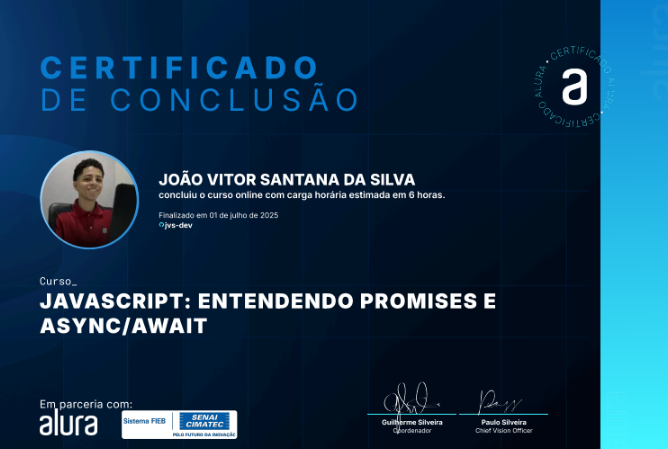 CERTIFICADO
DE CONCLUSÃO
CERTIFICADO ALURA • CERTIFICADO ALURA •
a
JOÃO VITOR SANTANA DA SILVA
concluiu o curso online com carga horária estimada em 6 horas.
Finalizado em 01 de julho de 2025
jvs-dev
Curso_
JAVASCRIPT: ENTENDENDO PROMISES E
ASYNC/AWAIT
Em parceria com:
alura
Sistema FIEB
SENAI
CIMATEC
PELO FUTURO DA INOVAÇÃO
Guilherme Silveira
Coordenador
Paulo Silveira
Chief Vision Officer